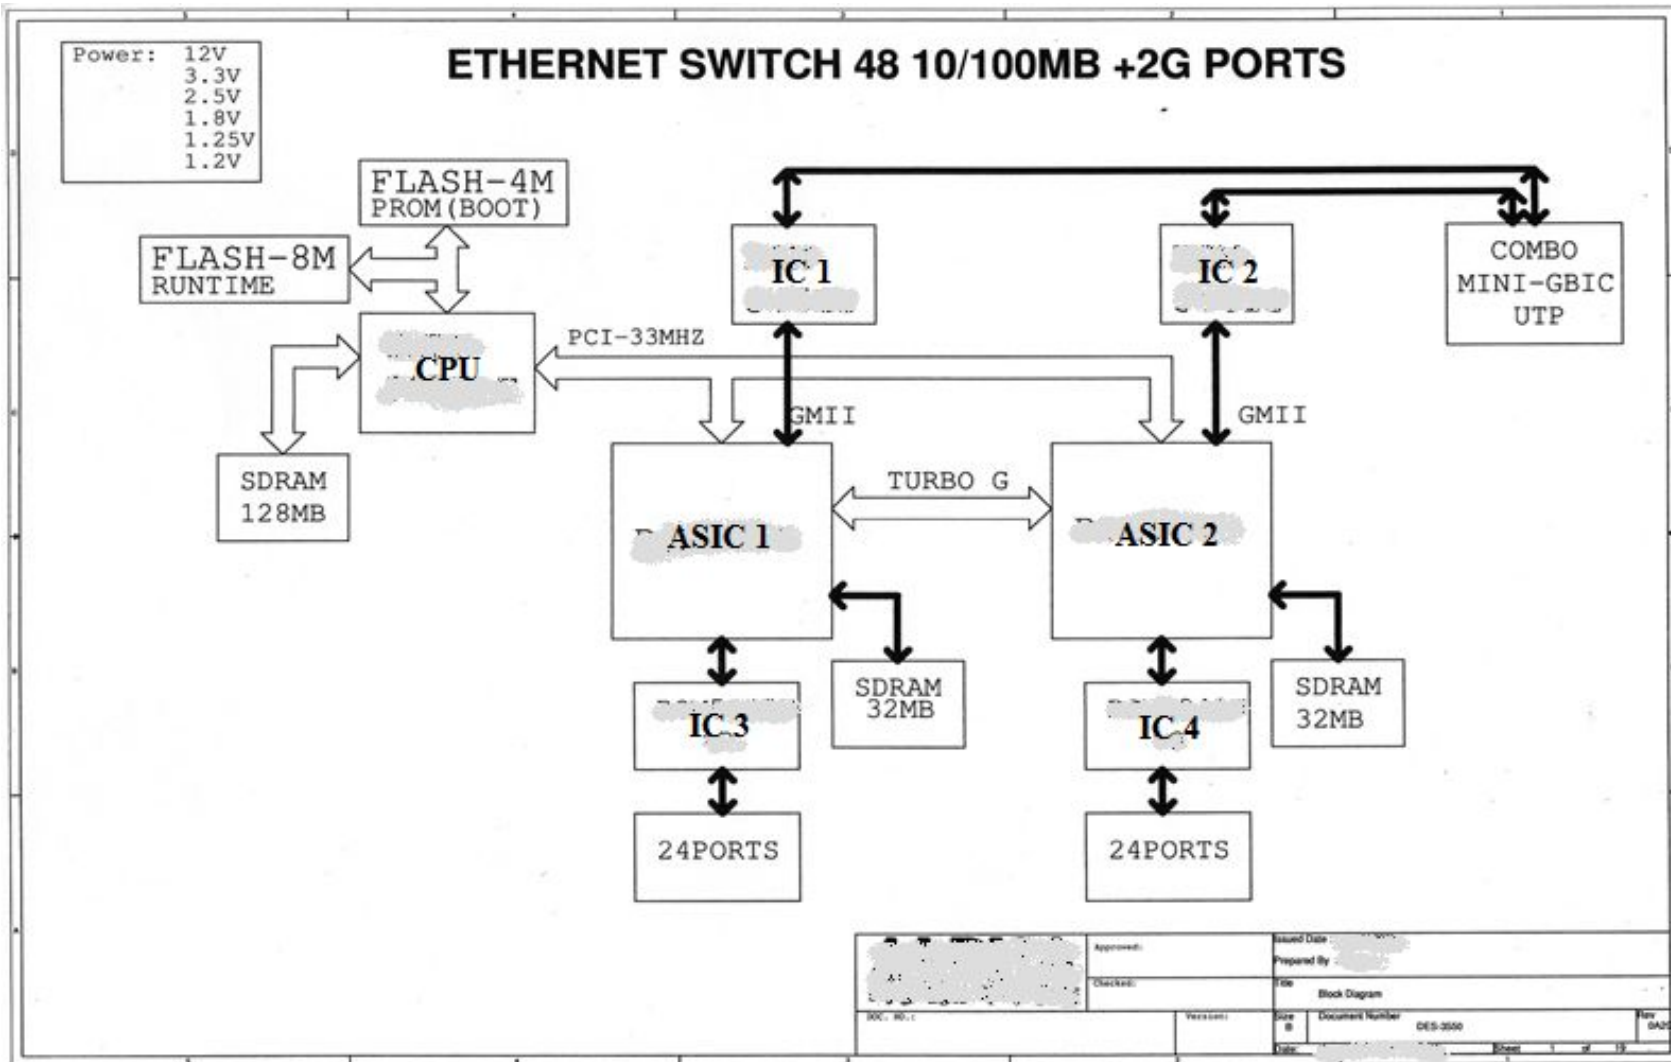 ETHERNET SWITCH 48 10/100MB +2G PORTS
Power: 12V
3.3V
2.5V
1.8V
1.25V
1.2V
FLASH-4M
PROM(BOOT)
FLASH-8M
RUNTIME
IC 1
IC 2
COMBO
MINI-GBIC
UTP
PCI-33MHZ
CPU
GMII
GMII
SDRAM
128MB
TURBO G
ASIC 1
ASIC 2
SDRAM
32MB
SDRAM
32MB
IC 3
IC 4
24PORTS
24PORTS
Approved:
Issued Date
Prepared By
Checked:
Title
Block Diagram
DOC. NO.:
Version:
Size
B
Document Number
DES-3550
Rev
Date:
Sheet 1 of 19